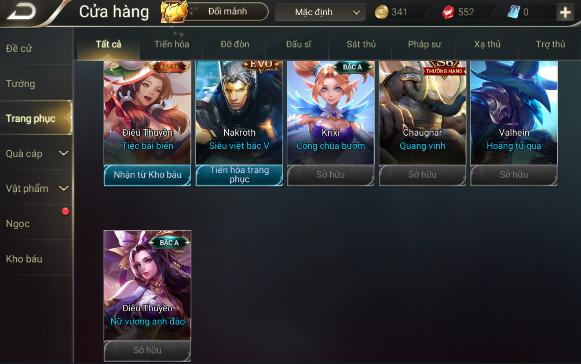 Cửa hàng
Đổi mảnh
Mặc định
341
552
0
Đề cử
Tướng
Trang phục
Quà cáp
Vật phẩm
Ngọc
Kho báu
Tất cả
Tiến hóa
Đỡ đòn
Đấu sĩ
Sát thủ
Pháp sư
Xạ thủ
Trợ thủ
Điêu Thuyền
Tiệc bãi biển
Nhận từ Kho báu
EVO
Nakroth
Siêu việt bậc V
Tiến hóa trang
phục
BẬC A
Krixi
Công chúa bướm
Sở hữu
S6
THƯỞNG HẠNG
Chaugnar
Quang vinh
Sở hữu
Valhein
Hoàng tử quạ
Sở hữu
BẬC A
Điêu Thuyền
Nữ vương anh đào
Sở hữu